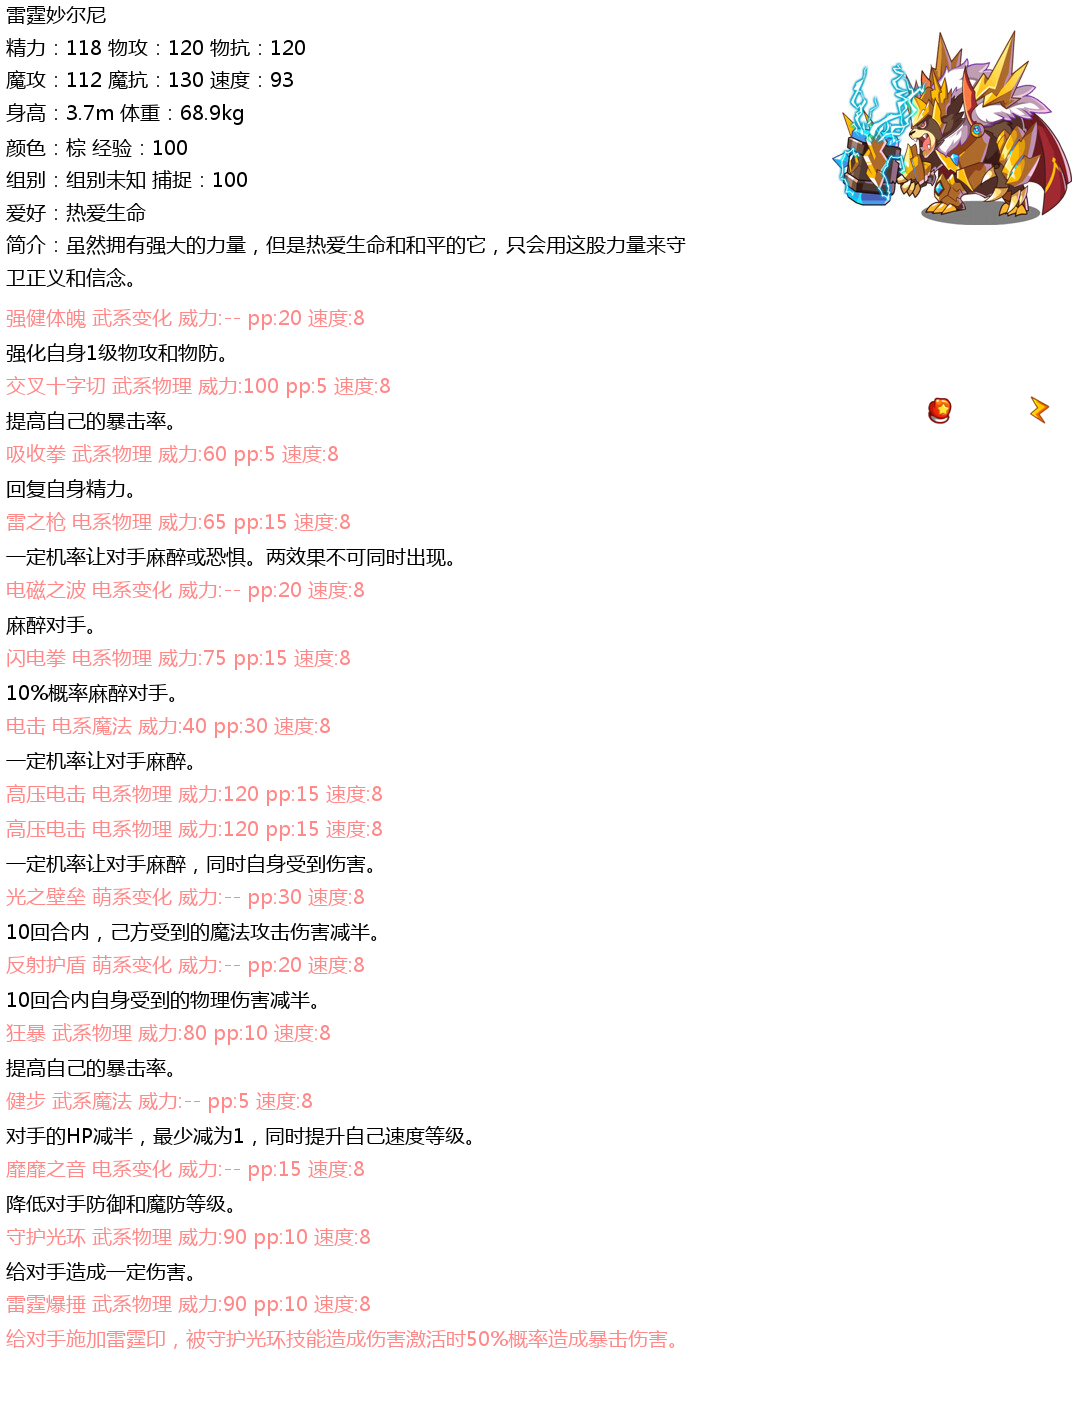 雷霆妙尔尼
精力：118 物攻：120 物抗：120
魔攻：112 魔抗：130 速度：93
身高：3.7m 体重：68.9kg
颜色：棕 经验：100
组别：组别未知 捕捉：100
爱好：热爱生命
简介：虽然拥有强大的力量，但是热爱生命和和平的它，只会用这股力量来守
卫正义和信念。
强健体魄 武系变化 威力:-- pp:20 速度:8
强化自身1级物攻和物防。
交叉十字切 武系物理 威力:100 pp:5 速度:8
提高自己的暴击率。
吸收拳 武系物理 威力:60 pp:5 速度:8
回复自身精力。
雷之枪 电系物理 威力:65 pp:15 速度:8
一定机率让对手麻醉或恐惧。两效果不可同时出现。
电磁之波 电系变化 威力:-- pp:20 速度:8
麻醉对手。
闪电拳 电系物理 威力:75 pp:15 速度:8
10%概率麻醉对手。
电击 电系魔法 威力:40 pp:30 速度:8
一定机率让对手麻醉。
高压电击 电系物理 威力:120 pp:15 速度:8
高压电击 电系物理 威力:120 pp:15 速度:8
一定机率让对手麻醉，同时自身受到伤害。
光之壁垒 萌系变化 威力:-- pp:30 速度:8
10回合内，己方受到的魔法攻击伤害减半。
反射护盾 萌系变化 威力:-- pp:20 速度:8
10回合内自身受到的物理伤害减半。
狂暴 武系物理 威力:80 pp:10 速度:8
提高自己的暴击率。
健步 武系魔法 威力:-- pp:5 速度:8
对手的HP减半，最少减为1，同时提升自己速度等级。
靡靡之音 电系变化 威力:-- pp:15 速度:8
降低对手防御和魔防等级。
守护光环 武系物理 威力:90 pp:10 速度:8
给对手造成一定伤害。
雷霆爆捶 武系物理 威力:90 pp:10 速度:8
给对手施加雷霆印，被守护光环技能造成伤害激活时50%概率造成暴击伤害。